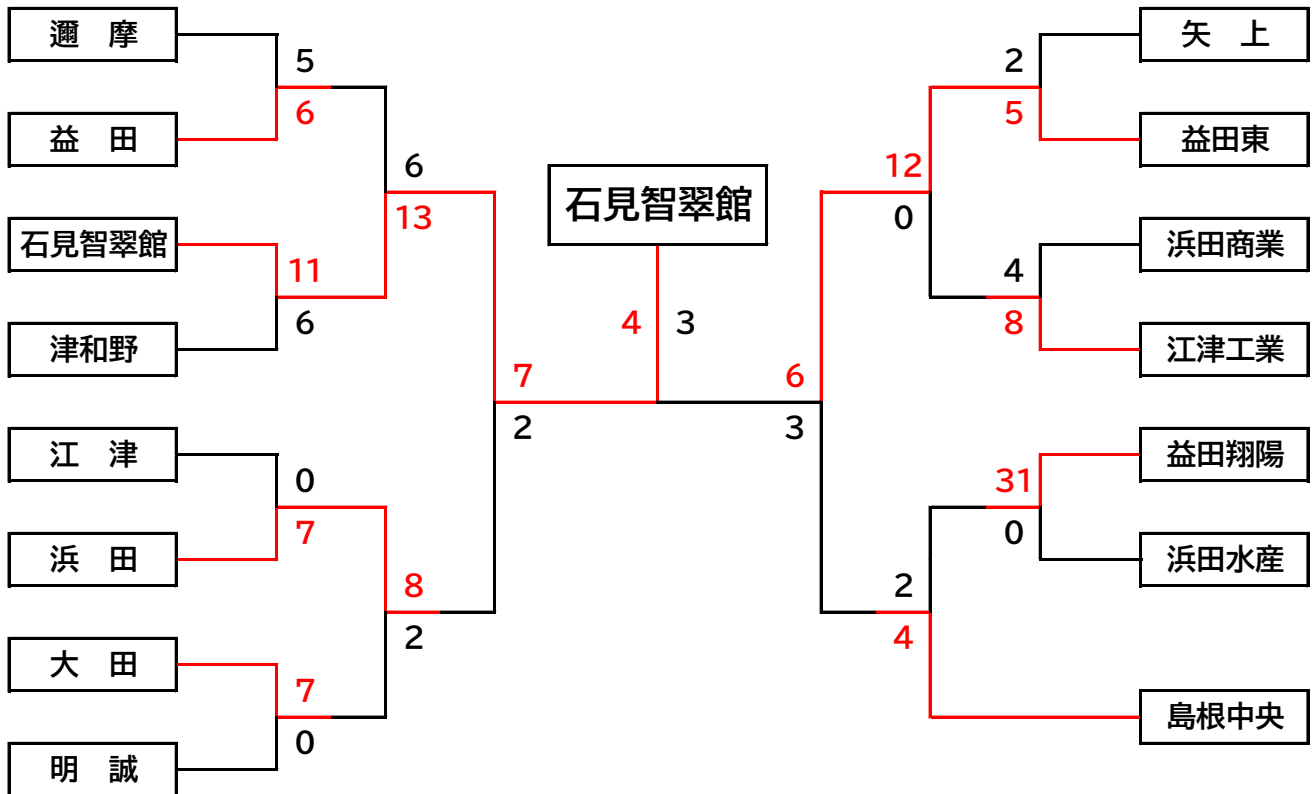 邇　摩
5
6
益　田
石見智翠館
11
6
津和野
6
13
江　津
0
7
浜　田
大　田
7
0
明　誠
8
2
7
2
石見智翠館
4 3
6
3
12
0
2
5
矢　上
益田東
4
8
浜田商業
江津工業
31
0
益田翔陽
浜田水産
2
4
島根中央